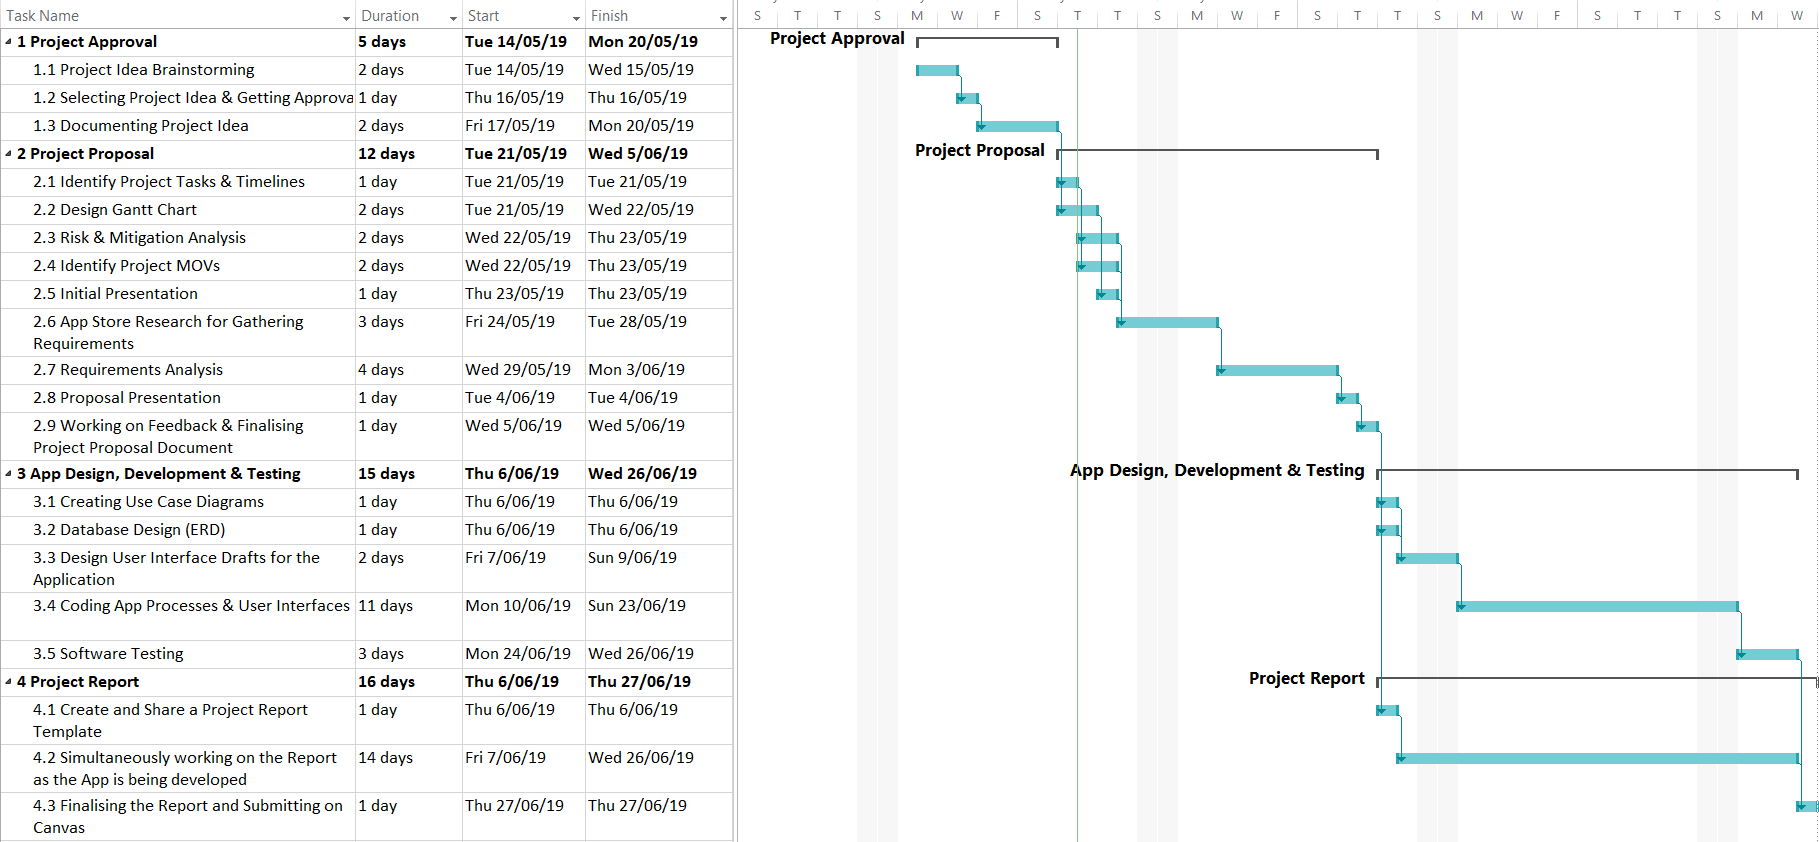 Task Name Duration Start Finish S T T S M W F S T T S M W F S T T S M W F S T T S M W
1 Project Approval 5 days Tue 14/05/19 Mon 20/05/19 Project Approval
1.1 Project Idea Brainstorming 2 days Tue 14/05/19 Wed 15/05/19
1.2 Selecting Project Idea & Getting Approva 1 day Thu 16/05/19 Thu 16/05/19
1.3 Documenting Project Idea 2 days Fri 17/05/19 Mon 20/05/19
2 Project Proposal 12 days Tue 21/05/19 Wed 5/06/19 Project Proposal
2.1 Identify Project Tasks & Timelines 1 day Tue 21/05/19 Tue 21/05/19
2.2 Design Gantt Chart 2 days Tue 21/05/19 Wed 22/05/19
2.3 Risk & Mitigation Analysis 2 days Wed 22/05/19 Thu 23/05/19
2.4 Identify Project MOVs 2 days Wed 22/05/19 Thu 23/05/19
2.5 Initial Presentation 1 day Thu 23/05/19 Thu 23/05/19
2.6 App Store Research for Gathering 3 days Fri 24/05/19 Tue 28/05/19
Requirements
2.7 Requirements Analysis 4 days Wed 29/05/19 Mon 3/06/19
2.8 Proposal Presentation 1 day Tue 4/06/19 Tue 4/06/19
2.9 Working on Feedback & Finalising 1 day Wed 5/06/19 Wed 5/06/19
Project Proposal Document
3 App Design, Development & Testing 15 days Thu 6/06/19 Wed 26/06/19 App Design, Development & Testing
3.1 Creating Use Case Diagrams 1 day Thu 6/06/19 Thu 6/06/19
3.2 Database Design (ERD) 1 day Thu 6/06/19 Thu 6/06/19
3.3 Design User Interface Drafts for the 2 days Fri 7/06/19 Sun 9/06/19
Application
3.4 Coding App Processes & User Interfaces 11 days Mon 10/06/19 Sun 23/06/19
3.5 Software Testing 3 days Mon 24/06/19 Wed 26/06/19
4 Project Report 16 days Thu 6/06/19 Thu 27/06/19 Project Report
4.1 Create and Share a Project Report 1 day Thu 6/06/19 Thu 6/06/19
Template
4.2 Simultaneously working on the Report 14 days Fri 7/06/19 Wed 26/06/19
as the App is being developed
4.3 Finalising the Report and Submitting on 1 day Thu 27/06/19 Thu 27/06/19
Canvas